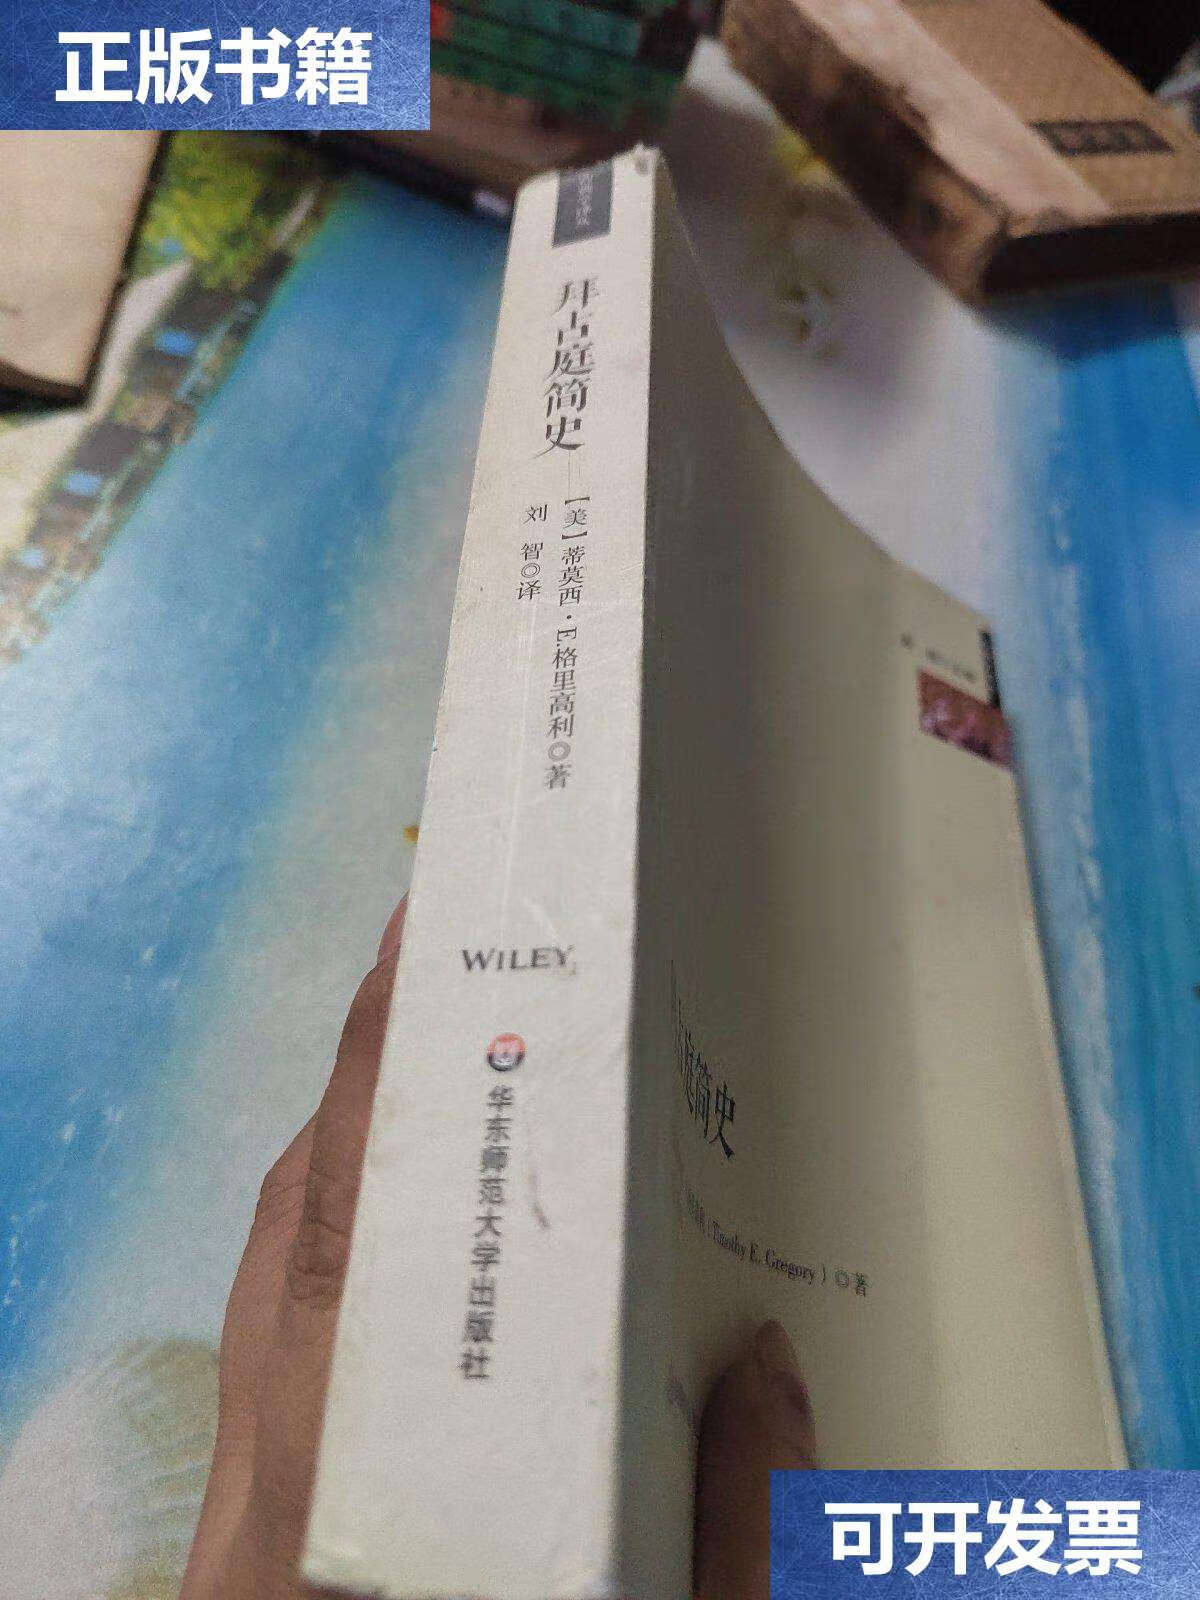 正版书籍
拜占庭简史
【美】蒂莫西·E.格里高利◎著
刘智◎译
WILEY
华东师范大学出版社
庭简史
Timothy E. Gregory)◎著
可开发票